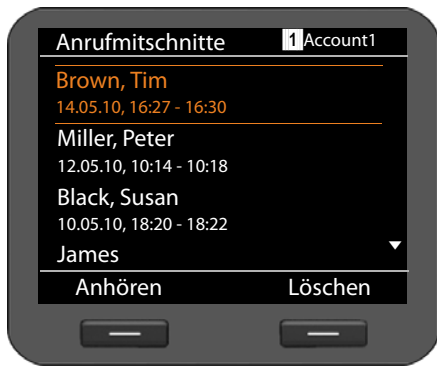 Anrufmitschnitte 1 Account1
Brown, Tim
14.05.10, 16:27 - 16:30
Miller, Peter
12.05.10, 10:14 - 10:18
Black, Susan
10.05.10, 18:20 - 18:22
James
Anhören Löschen